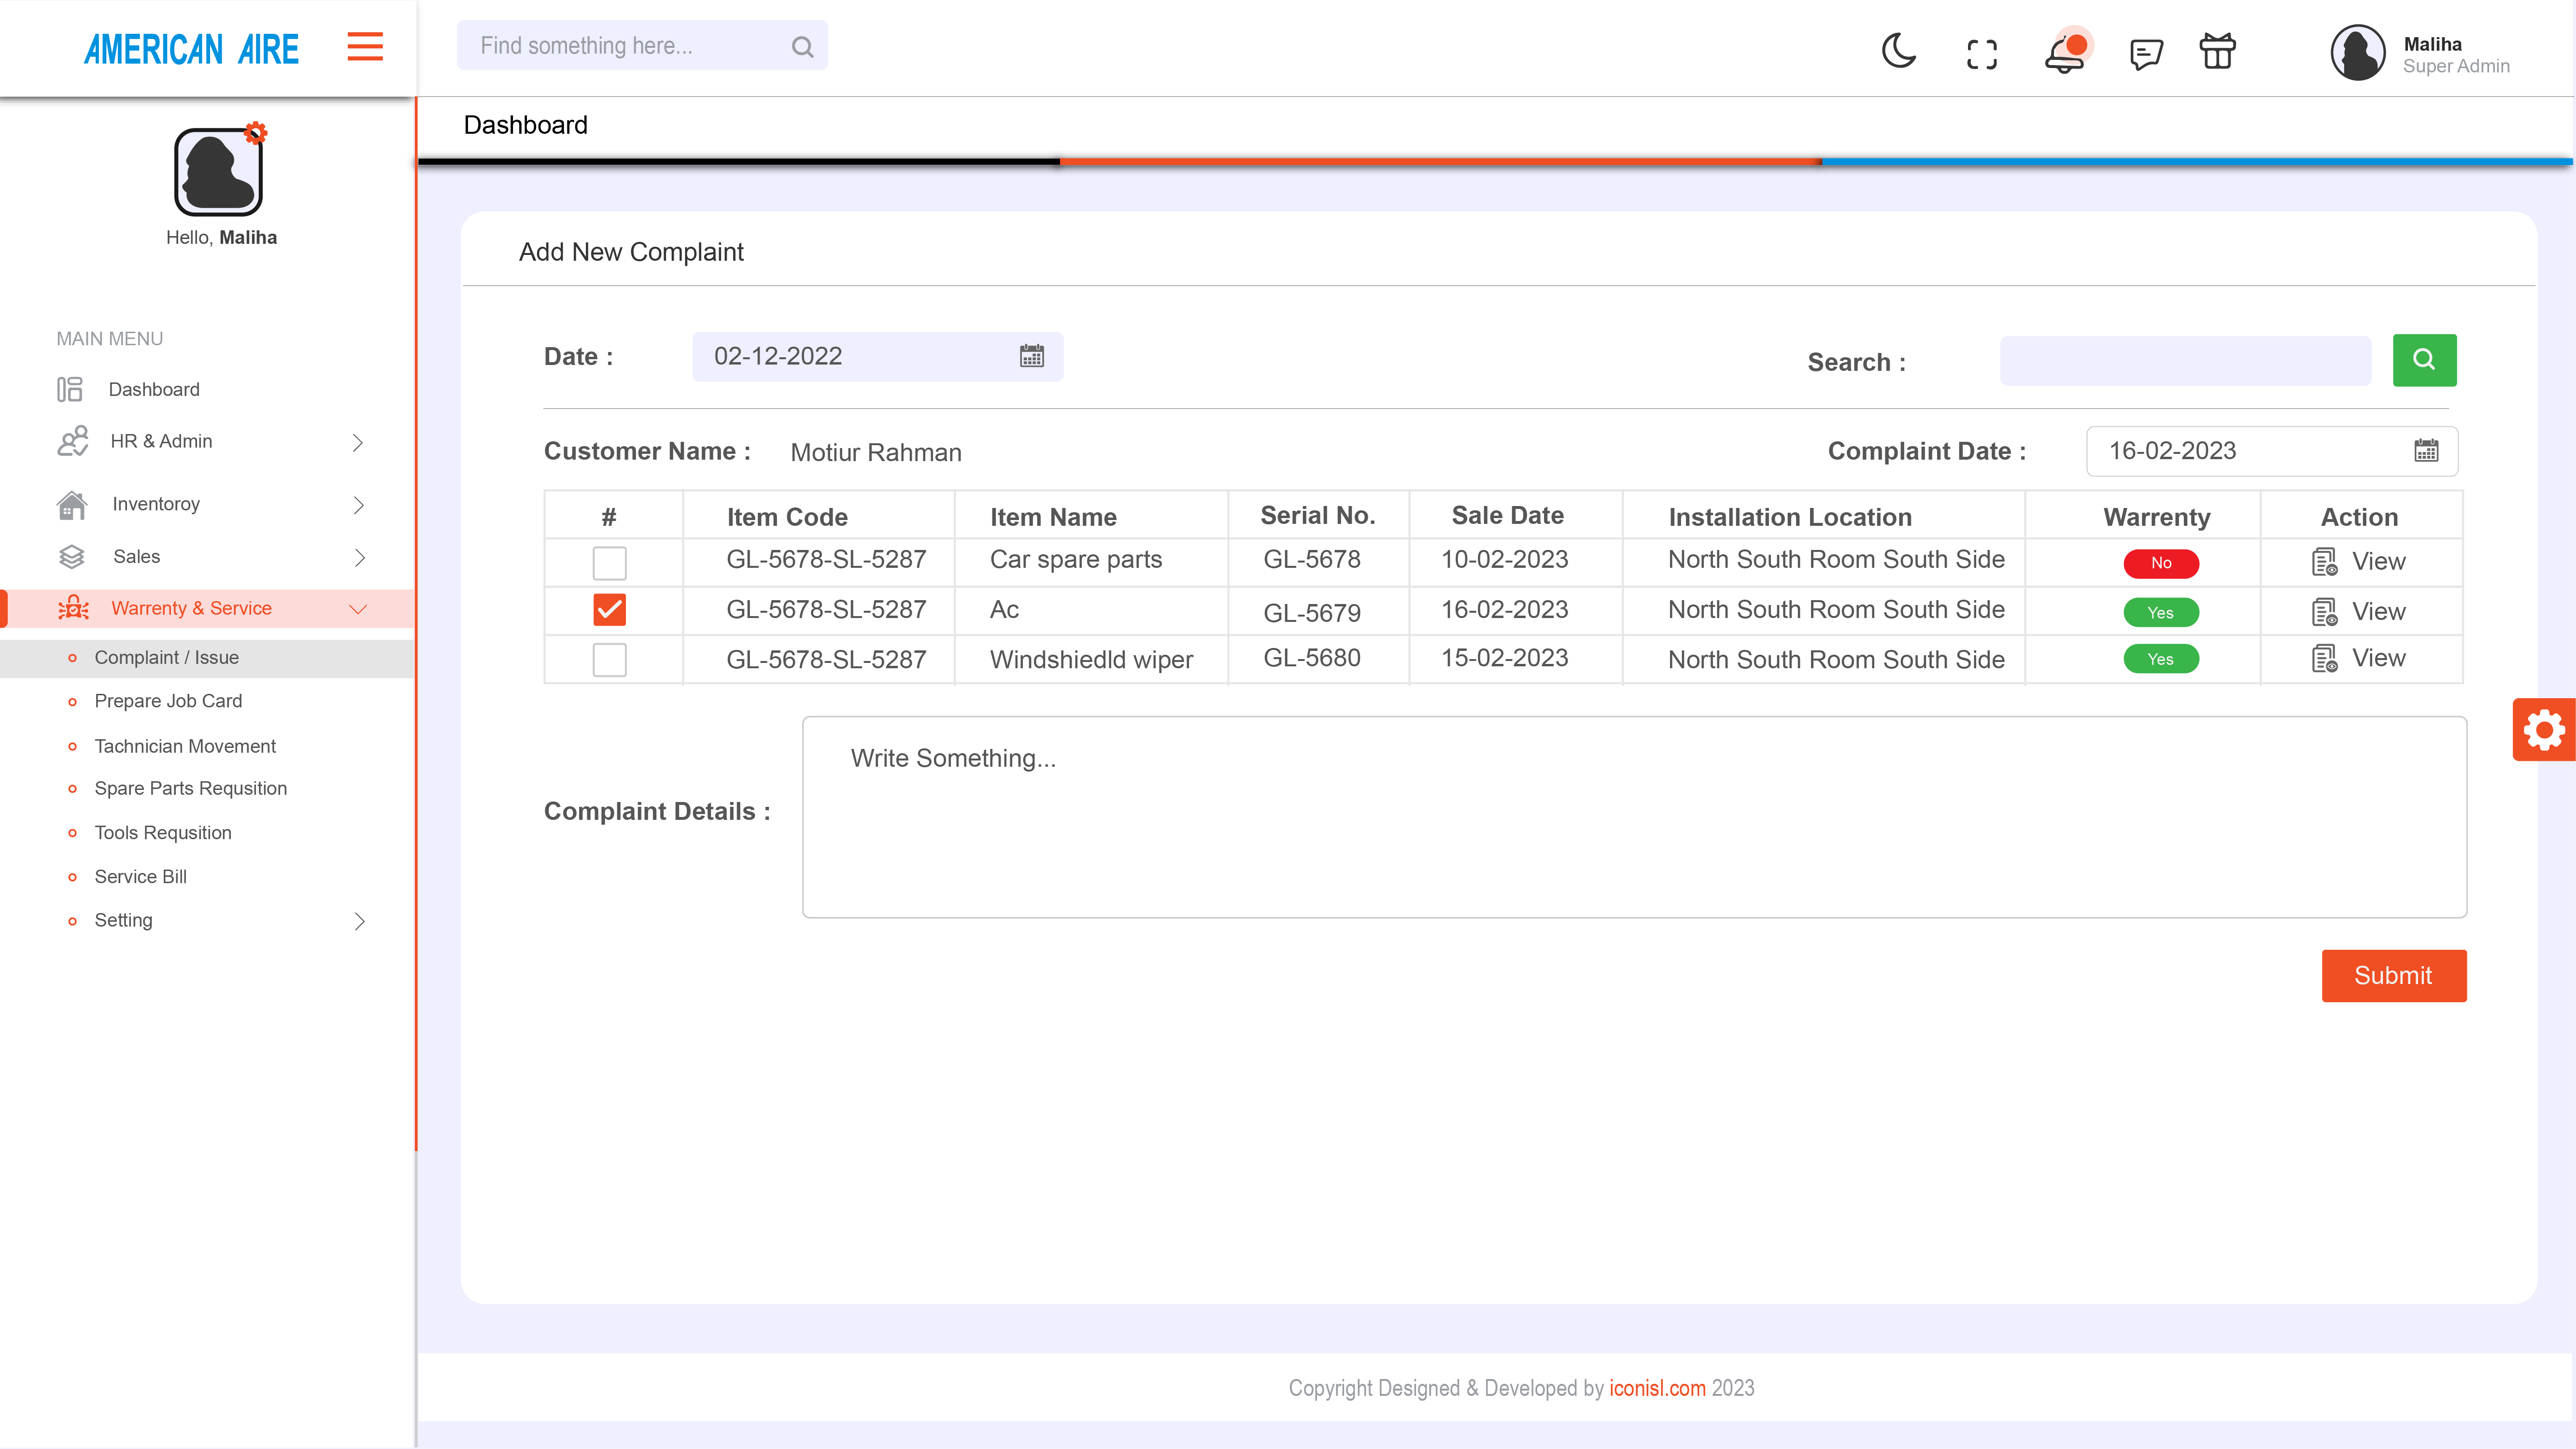 AMERICAN AIRE
Find something here...
Maliha
Super Admin
Dashboard
Hello, Maliha
MAIN MENU
Dashboard
HR & Admin
Inventoroy
Sales
Warrenty & Service
Complaint / Issue
Prepare Job Card
Tachnician Movement
Spare Parts Requsition
Tools Requsition
Service Bill
Setting
Add New Complaint
Date : 02-12-2022 Search :
Customer Name : Motiur Rahman Complaint Date : 16-02-2023
# Item Code Item Name Serial No. Sale Date Installation Location Warrenty Action
GL-5678-SL-5287 Car spare parts GL-5678 10-02-2023 North South Room South Side No View
GL-5678-SL-5287 Ac GL-5679 16-02-2023 North South Room South Side Yes View
GL-5678-SL-5287 Windshiedld wiper GL-5680 15-02-2023 North South Room South Side Yes View
Complaint Details : Write Something...
Submit
Copyright Designed & Developed by iconisl.com 2023